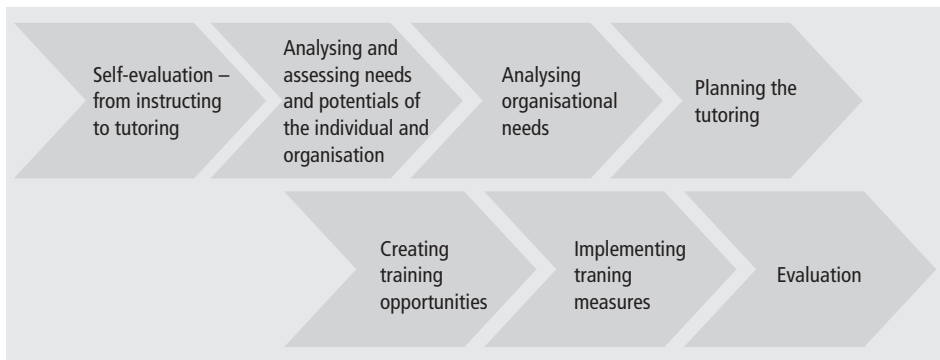 Self-evaluation –
from instructing
to tutoring
Analysing and
assessing needs
and potentials of
the individual and
organisation
Analysing
organisational
needs
Planning the
tutoring
Creating
training
opportunities
Implementing
traning
measures
Evaluation